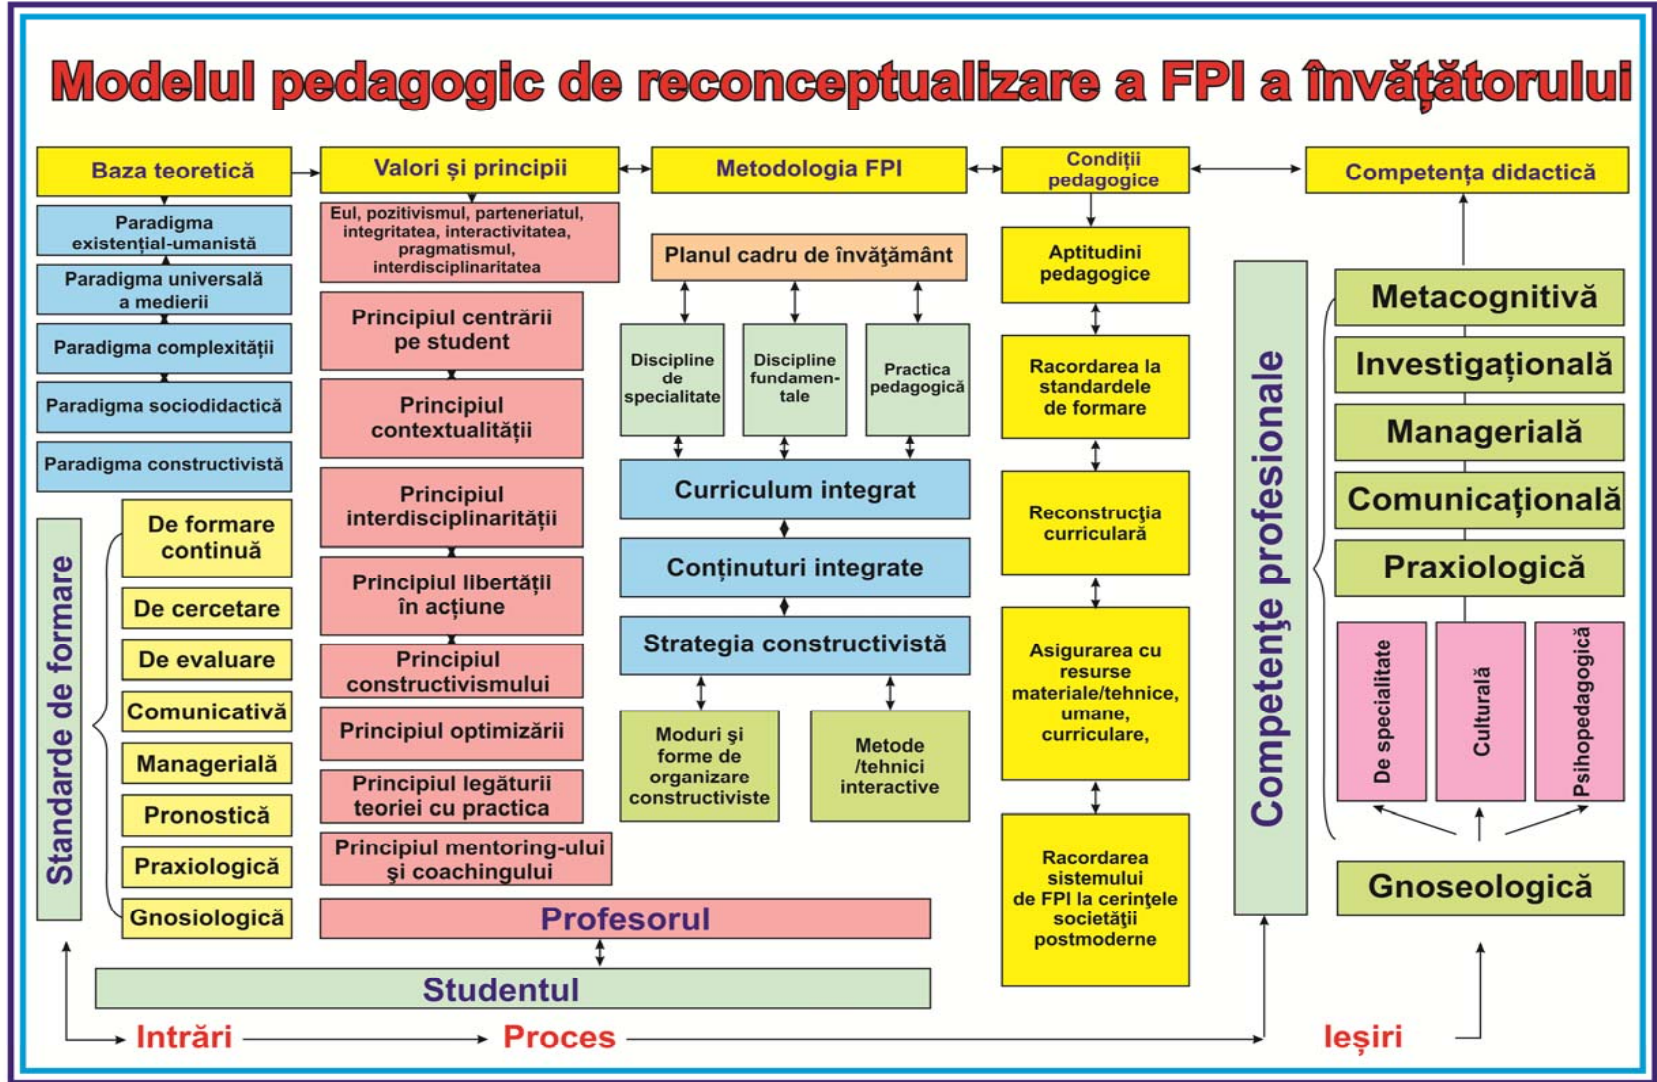 Modelul pedagogic de reconceptualizare a FPI a învățătorului
Baza teoretică
Paradigma
existențial-umanistă
Paradigma universală
a medierii
Paradigma complexității
Paradigma sociodidactică
Paradigma constructivistă
Standarde de formare
De formare
continuă
De cercetare
De evaluare
Comunicativă
Managerială
Pronostică
Praxiologică
Gnosiologică
Valori și principii
Eul, pozitivismul, parteneriatul,
integritatea, interactivitatea,
pragmatismul,
interdisciplinaritatea
Principiul centrării
pe student
Principiul
contextualității
Principiul
interdisciplinarității
Principiul libertății
în acțiune
Principiul
constructivismului
Principiul optimizării
Principiul legăturii
teoriei cu practica
Principiul mentoring-ului
şi coachingului
Profesorul
Studentul
Metodologia FPI
Planul cadru de învăţământ
Discipline
de
specialitate
Discipline
fundamen-
tale
Practica
pedagogică
Curriculum integrat
Conținuturi integrate
Strategia constructivistă
Moduri şi
forme de
organizare
constructiviste
Metode
/tehnici
interactive
Condiții
pedagogice
Aptitudini
pedagogice
Racordarea la
standardele
de formare
Reconstrucţia
curriculară
Asigurarea cu
resurse
materiale/tehnice,
umane,
curriculare,
Racordarea
sistemului
de FPI la cerinţele
societăţii
postmoderne
Competența didactică
Competenţe profesionale
Metacognitivă
Investigațională
Managerială
Comunicațională
Praxiologică
De specialitate
Culturală
Psihopedagogică
Gnoseologică
Intrări
Proces
Ieșiri